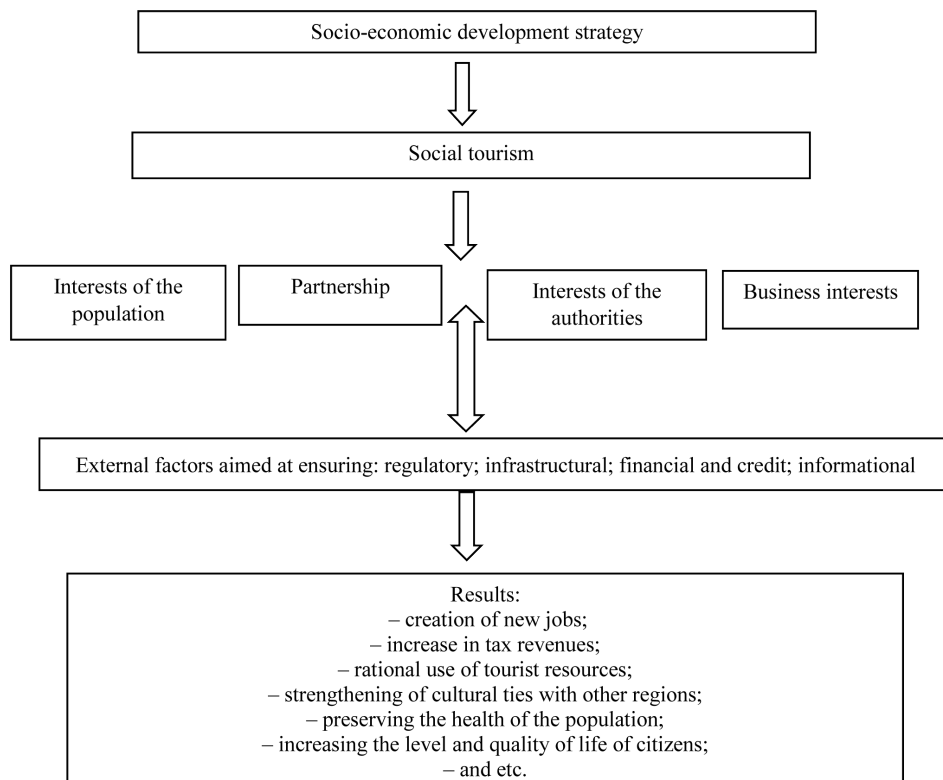 Socio-economic development strategy
Social tourism
Interests of the
population
Partnership
Interests of the
authorities
Business interests
External factors aimed at ensuring: regulatory; infrastructural; financial and credit; informational
Results:
– creation of new jobs;
– increase in tax revenues;
– rational use of tourist resources;
– strengthening of cultural ties with other regions;
– preserving the health of the population;
– increasing the level and quality of life of citizens;
– and etc.